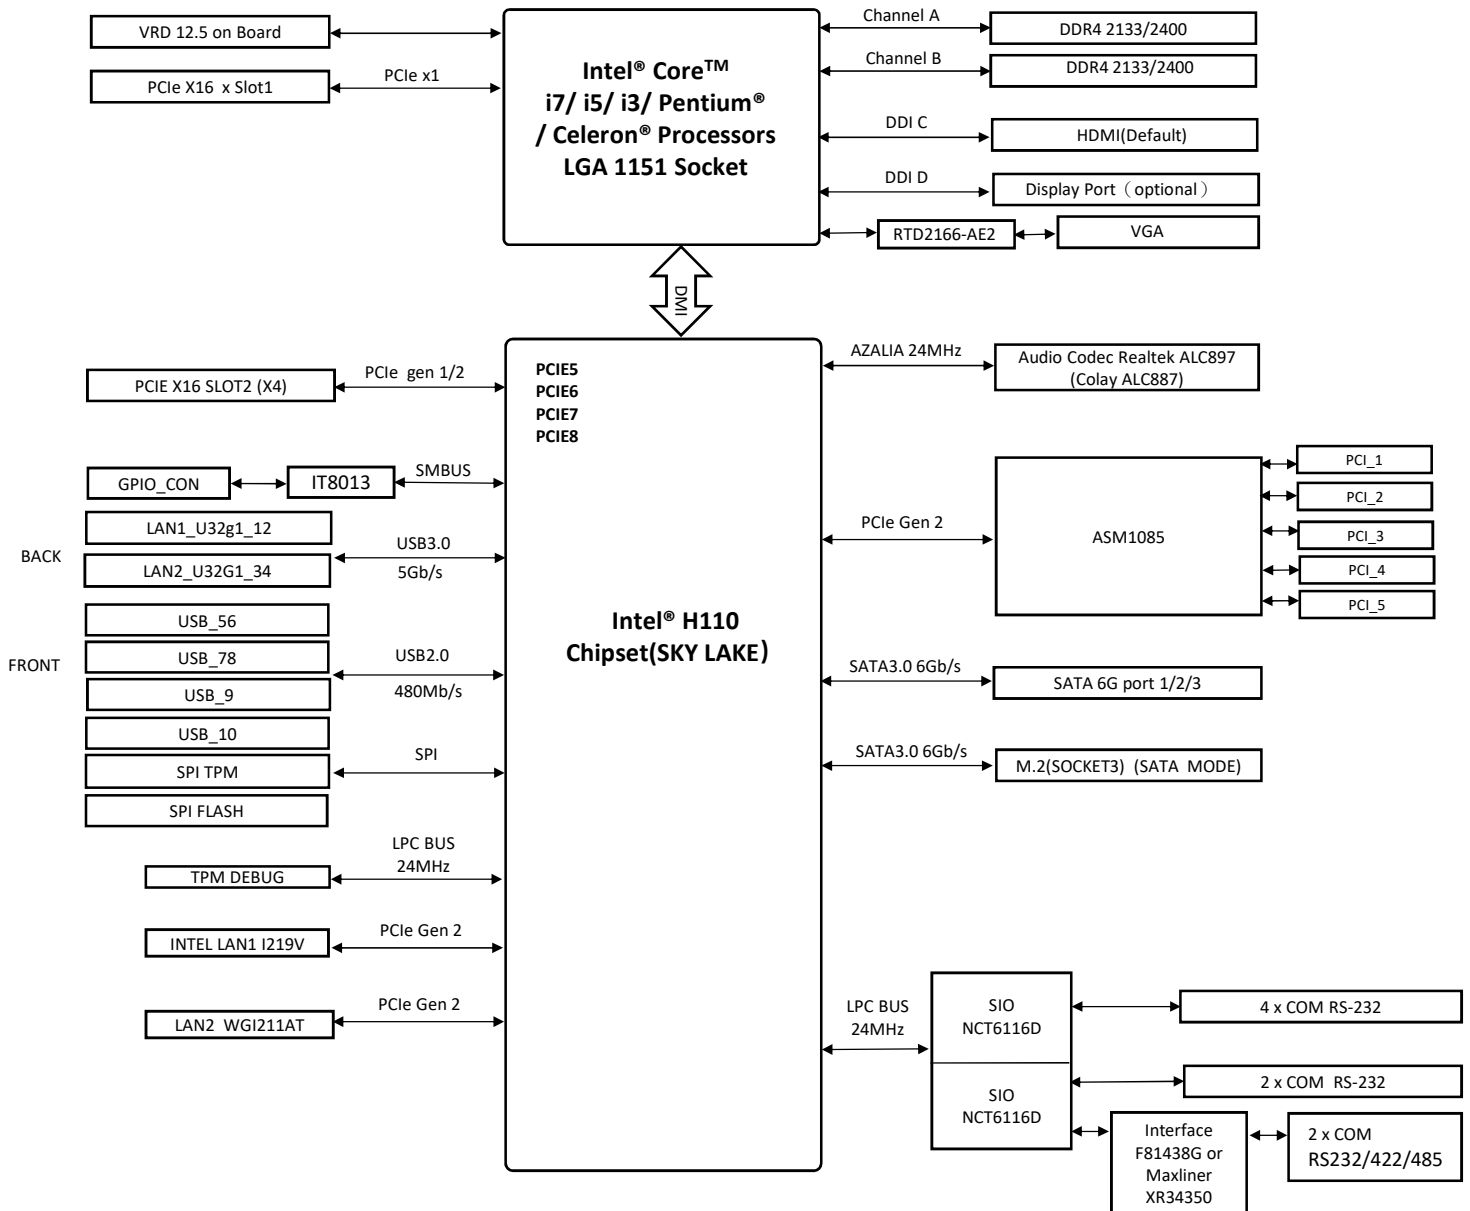 VRD 12.5 on Board
PCIe X16  x Slot1
PCIe x1
Intel® Core™
i7/ i5/ i3/ Pentium®
/ Celeron® Processors
LGA 1151 Socket
Channel A
DDR4 2133/2400
Channel B
DDR4 2133/2400
DDI C
HDMI(Default)
DDI D
Display Port（optional）
RTD2166-AE2
VGA
DMI
PCIE X16 SLOT2 (X4)
PCIe  gen 1/2
PCIE5
PCIE6
PCIE7
PCIE8
AZALIA 24MHz
Audio Codec Realtek ALC897
(Colay ALC887)
GPIO_CON
IT8013
SMBUS
BACK
LAN1_U32g1_12
LAN2_U32G1_34
USB3.0
5Gb/s
FRONT
USB_56
USB_78
USB_9
USB_10
USB2.0
480Mb/s
SPI TPM
SPI FLASH
SPI
TPM DEBUG
LPC BUS
24MHz
INTEL LAN1 I219V
PCIe Gen 2
LAN2  WGI211AT
PCIe Gen 2
Intel® H110
Chipset(SKY LAKE)
PCIe Gen 2
ASM1085
PCI_1
PCI_2
PCI_3
PCI_4
PCI_5
SATA3.0 6Gb/s
SATA 6G port 1/2/3
SATA3.0 6Gb/s
M.2(SOCKET3)  (SATA  MODE)
LPC BUS
24MHz
SIO
NCT6116D
4 x COM RS-232
SIO
NCT6116D
2 x COM  RS-232
Interface
F81438G or
Maxliner
XR34350
2 x COM
RS232/422/485